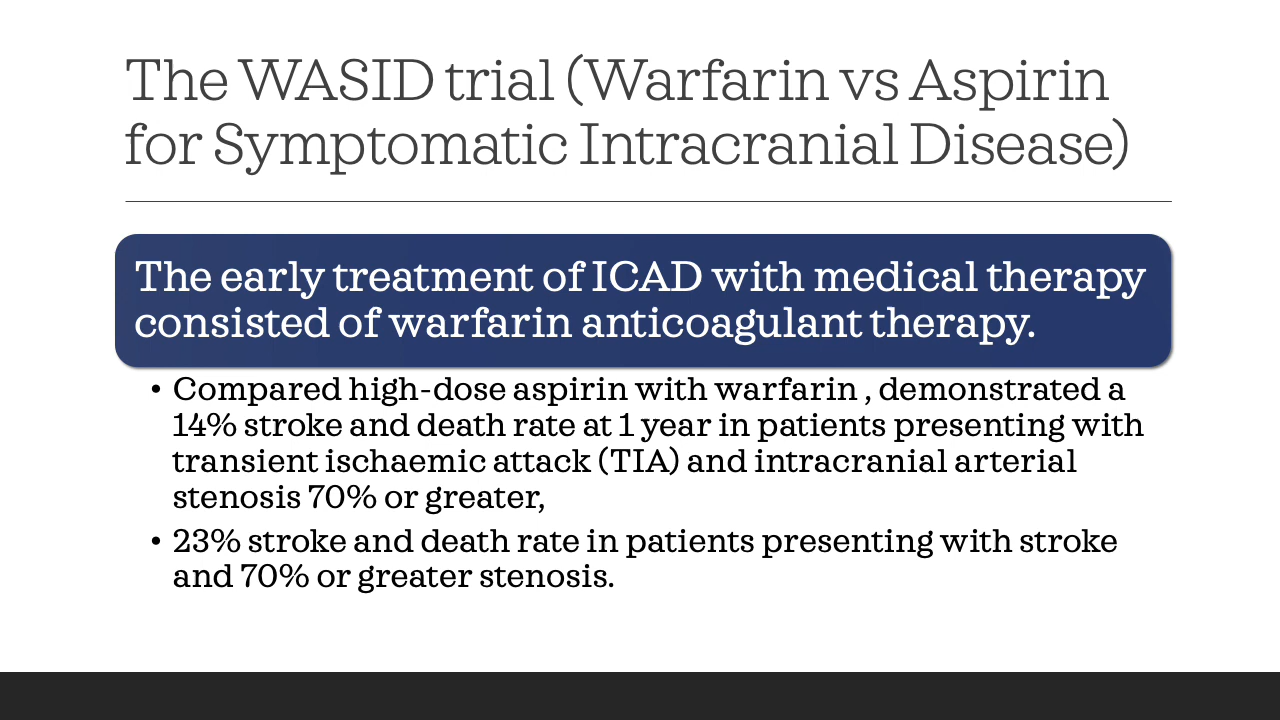 The WASID trial (Warfarin vs Aspirin
for Symptomatic Intracranial Disease)
The early treatment of ICAD with medical therapy
consisted of warfarin anticoagulant therapy.
• Compared high-dose aspirin with warfarin , demonstrated a
14% stroke and death rate at 1 year in patients presenting with
transient ischaemic attack (TIA) and intracranial arterial
stenosis 70% or greater,
• 23% stroke and death rate in patients presenting with stroke
and 70% or greater stenosis.